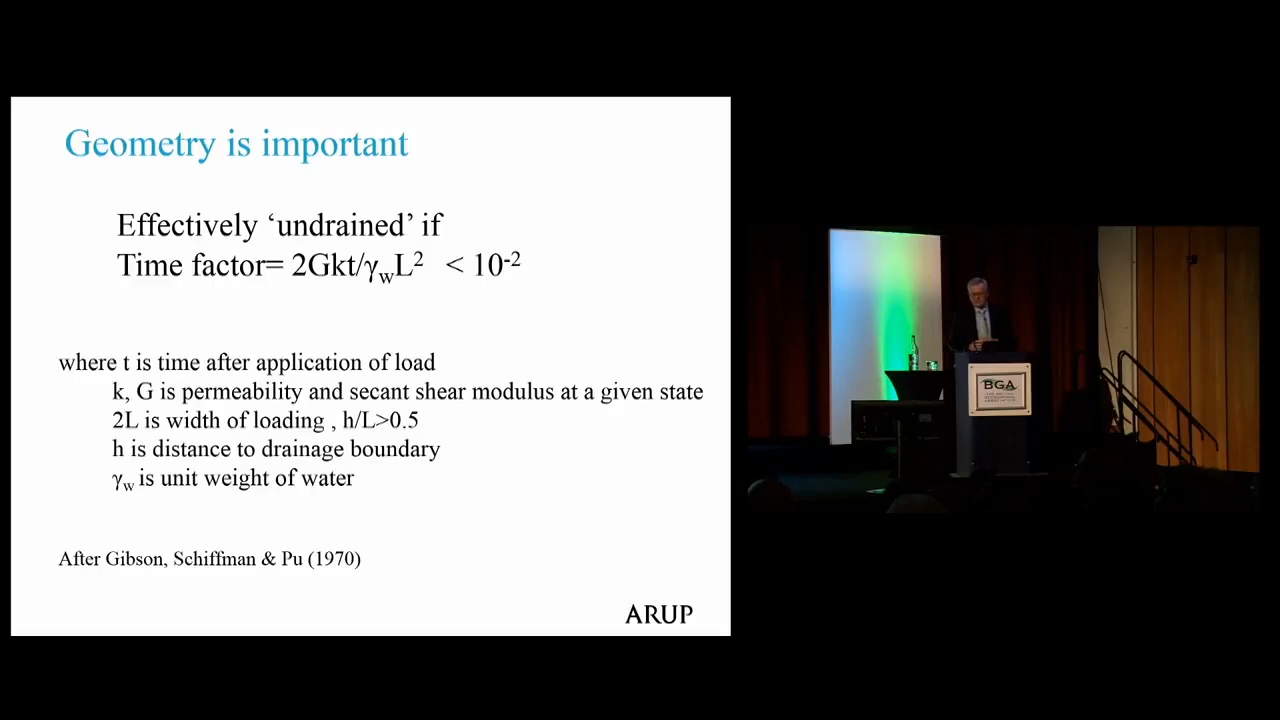 Geometry is important
Effectively ‘undrained’ if
Time factor= 2Gkt/γwL² < 10⁻²
where t is time after application of load
k, G is permeability and secant shear modulus at a given state
2L is width of loading , h/L>0.5
h is distance to drainage boundary
γw is unit weight of water
After Gibson, Schiffman & Pu (1970)
ARUP
BGA